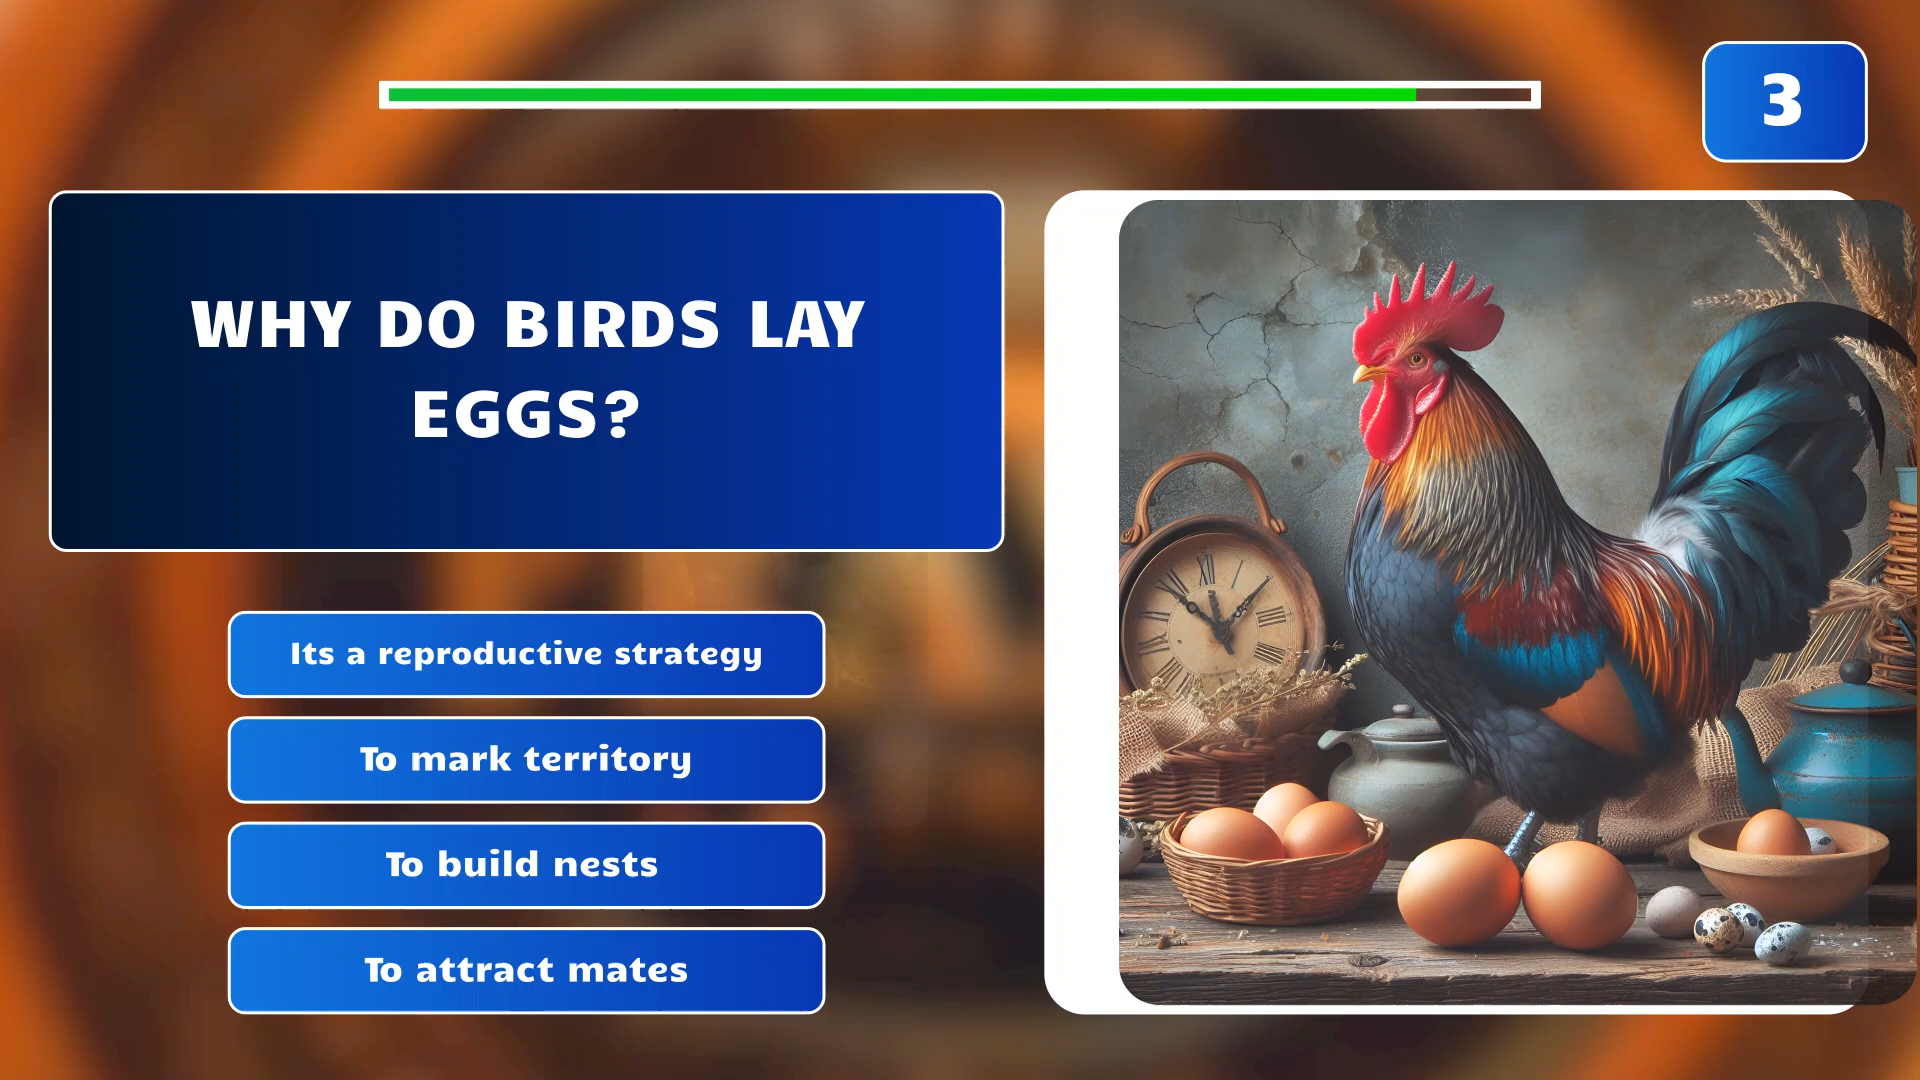 3
WHY DO BIRDS LAY
EGGS?
Its a reproductive strategy
To mark territory
To build nests
To attract mates